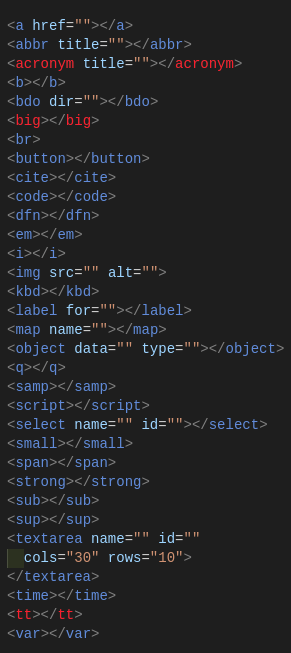 <a href=""></a>
<abbr title=""></abbr>
<acronym title=""></acronym>
<b></b>
<bdo dir=""></bdo>
<big></big>
<br>
<button></button>
<cite></cite>
<code></code>
<dfn></dfn>
<em></em>
<i></i>
<img src="" alt="">
<kbd></kbd>
<label for=""></label>
<map name=""></map>
<object data="" type=""></object>
<q></q>
<samp></samp>
<script></script>
<select name="" id=""></select>
<small></small>
<span></span>
<strong></strong>
<sub></sub>
<sup></sup>
<textarea name="" id=""
  cols="30" rows="10">
</textarea>
<time></time>
<tt></tt>
<var></var>